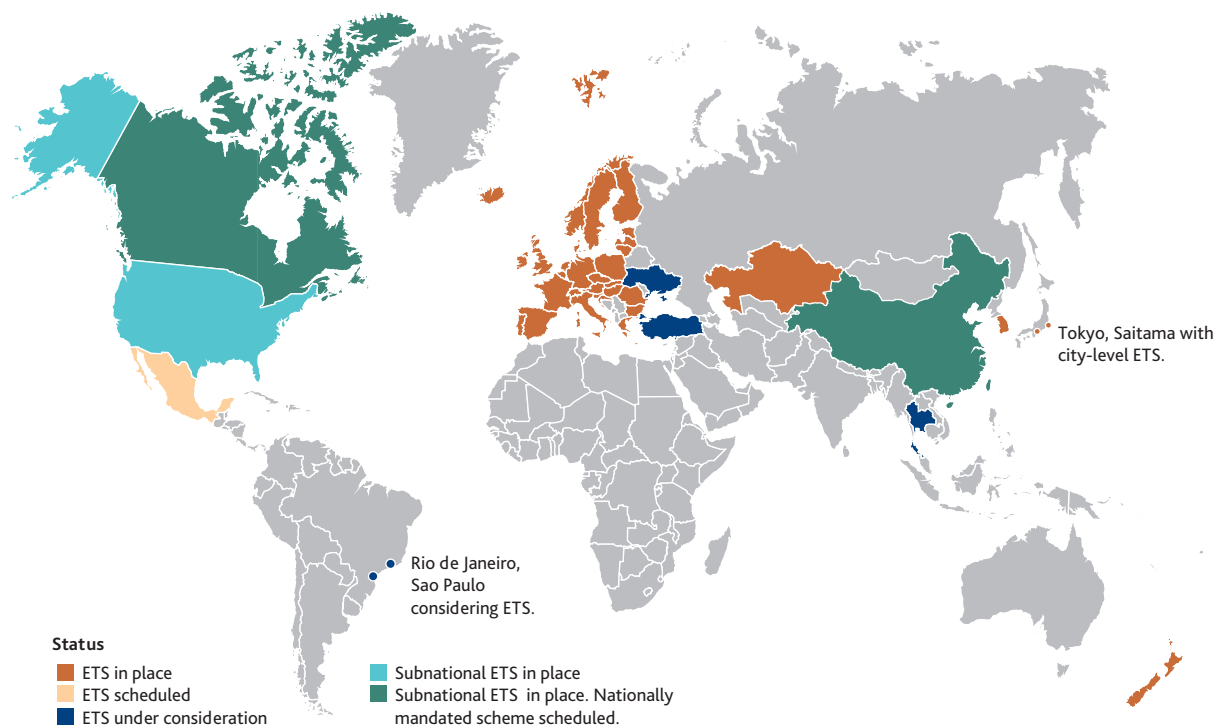 Tokyo, Saitama with
city-level ETS.
Rio de Janeiro,
Sao Paulo
considering ETS.
Status
ETS in place
ETS scheduled
ETS under consideration
Subnational ETS in place
Subnational ETS in place. Nationally
mandated scheme scheduled.